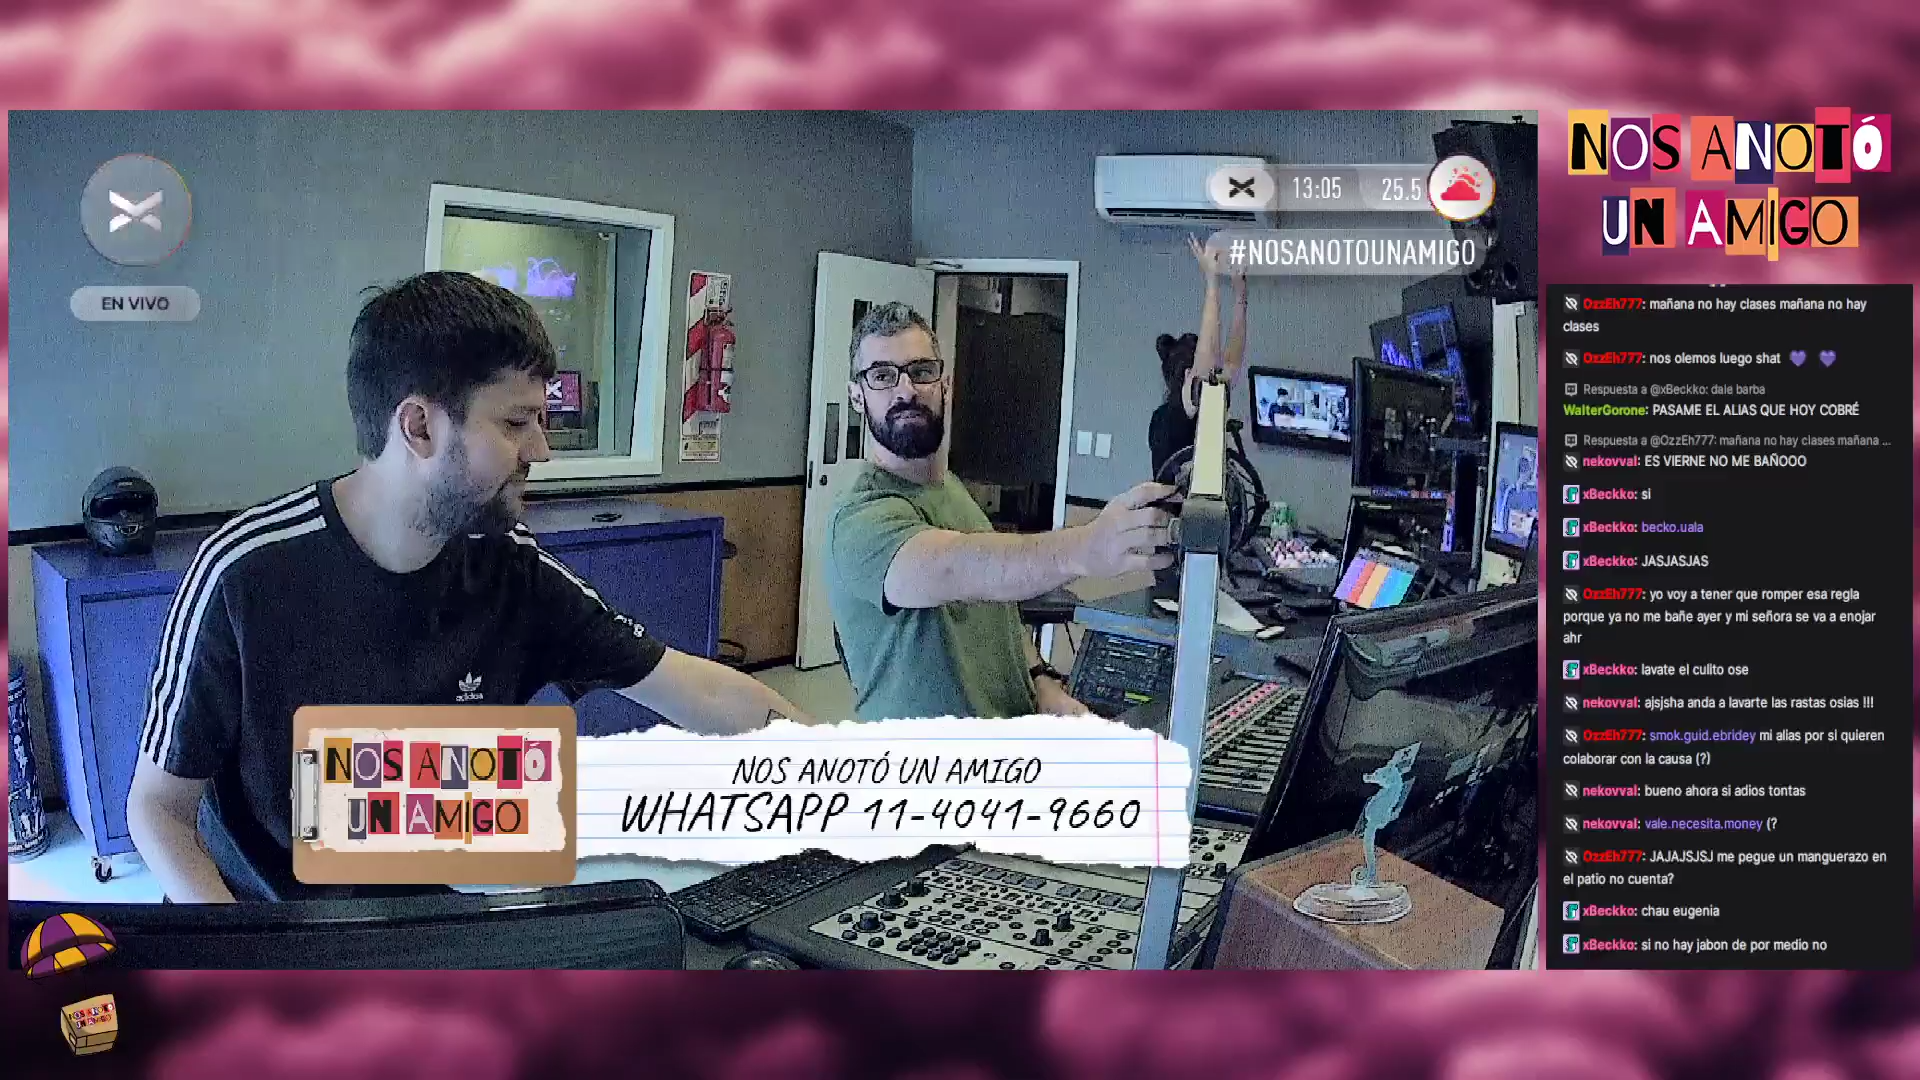 EN VIVO
13:05 25.5
#NOSANOTOUNAMIGO
adidas
NOS ANOTÓ
UN AMIGO
NOS ANOTÓ UN AMIGO
WHATSAPP 11-4041-9660
NOS ANOTÓ
UN AMIGO
NOS ANOTÓ
UN AMIGO
OzzEh777: mañana no hay clases mañana no hay
clases
OzzEh777: nos olemos luego shat
Respuesta a @xBeckko: dale barba
WalterGorone: PASAME EL ALIAS QUE HOY COBRÉ
Respuesta a @OzzEh777: mañana no hay clases mañana ...
nekovval: ES VIERNE NO ME BAÑOOO
xBeckko: si
xBeckko: becko.uala
xBeckko: JASJASJAS
OzzEh777: yo voy a tener que romper esa regla
porque ya no me bañe ayer y mi señora se va a enojar
ahr
xBeckko: lavate el culito ose
nekovval: ajsjsha anda a lavarte las rastas osias !!!
OzzEh777: smok.guid.ebridey mi alias por si quieren
colaborar con la causa (?)
nekovval: bueno ahora si adios tontas
nekovval: vale.necesita.money (?
OzzEh777: JAJAJSJSJ me pegue un manguerazo en
el patio no cuenta?
xBeckko: chau eugenia
xBeckko: si no hay jabon de por medio no